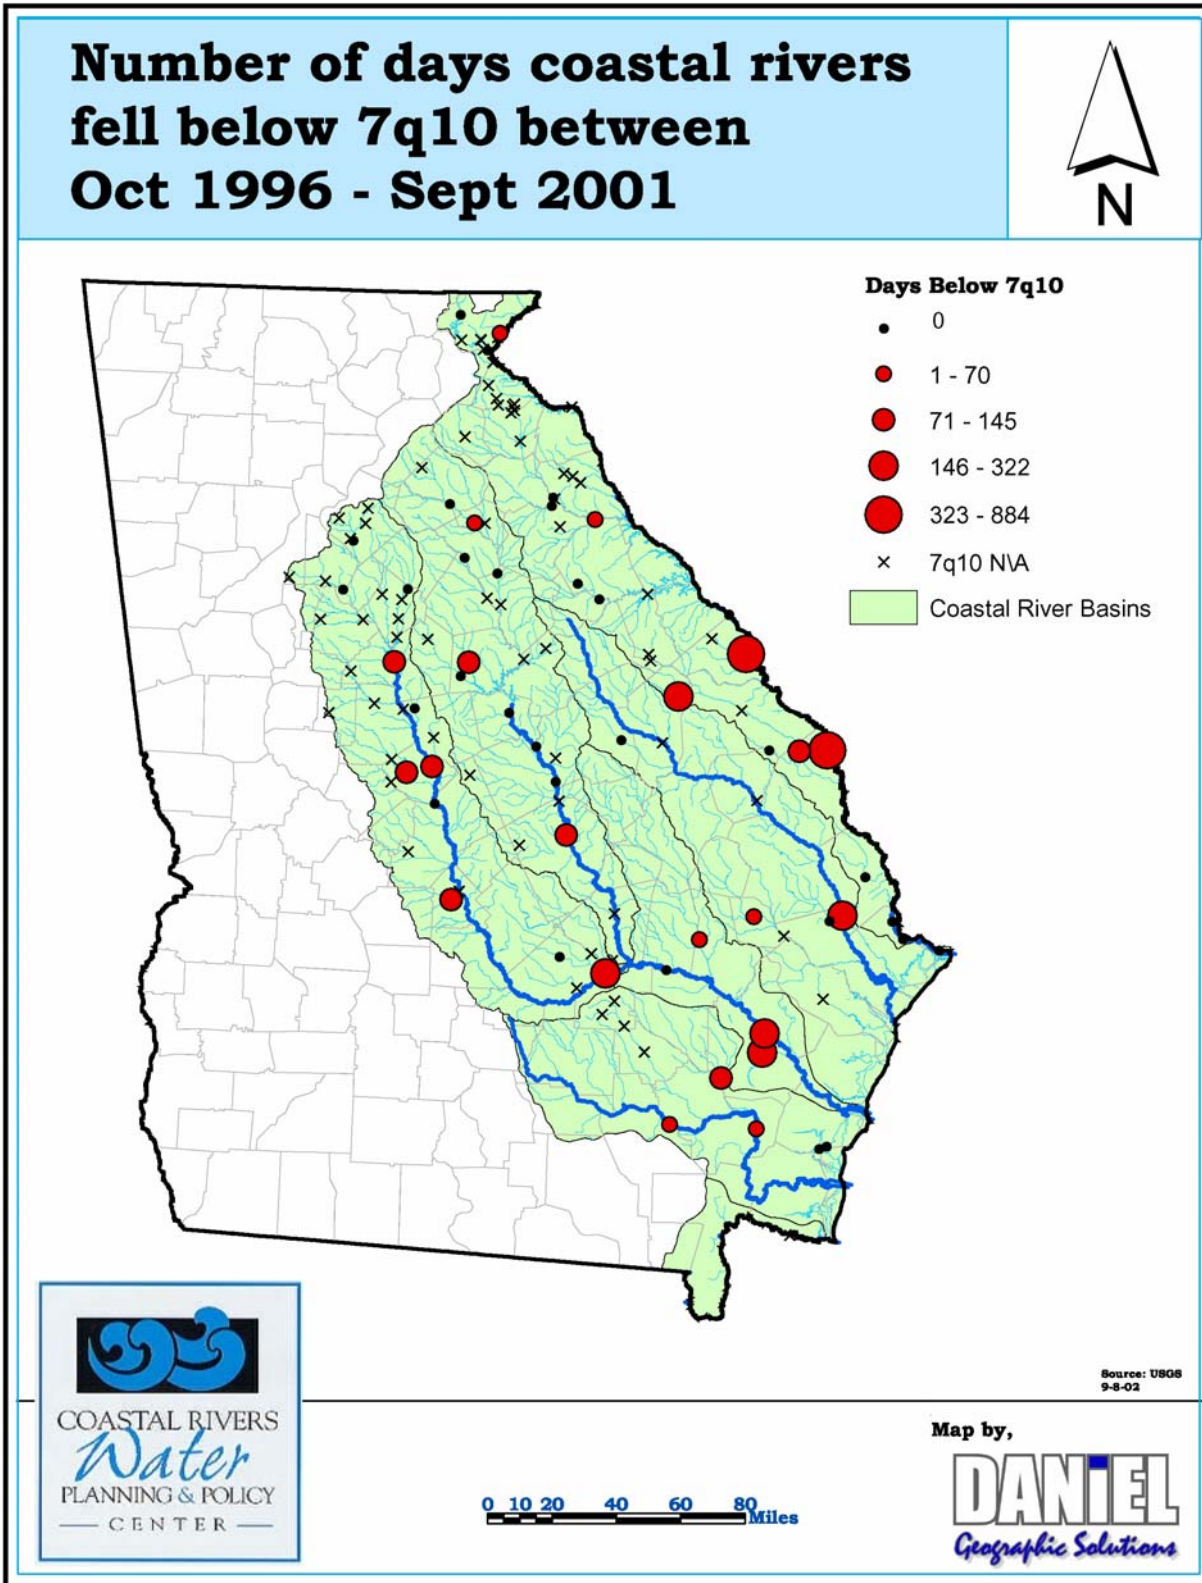 Number of days coastal rivers
fell below 7q10 between
Oct 1996 - Sept 2001
N
Days Below 7q10
0
1 - 70
71 - 145
146 - 322
323 - 884
7q10 N\A
Coastal River Basins
Source: USGS
9-8-02
COASTAL RIVERS
Water
PLANNING & POLICY
CENTER
0 10 20 40 60 80
Miles
Map by,
DANiEL
Geographic Solutions